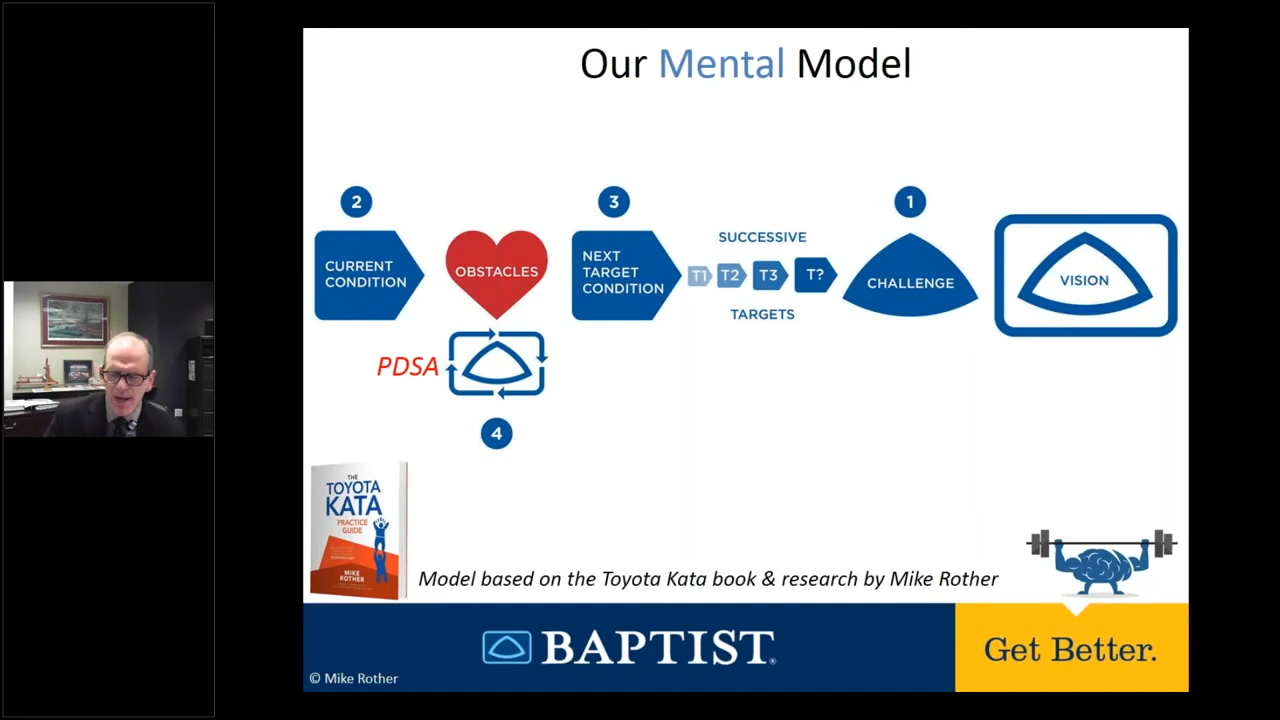 Our Mental Model
2
CURRENT
CONDITION
OBSTACLES
PDSA
4
3
NEXT
TARGET
CONDITION
SUCCESSIVE
T1 T2 T3 T?
TARGETS
1
CHALLENGE
VISION
THE
TOYOTA
KATA
PRACTICE
GUIDE
MIKE
ROTHER
Model based on the Toyota Kata book & research by Mike Rother
BAPTIST®
Get Better.
© Mike Rother